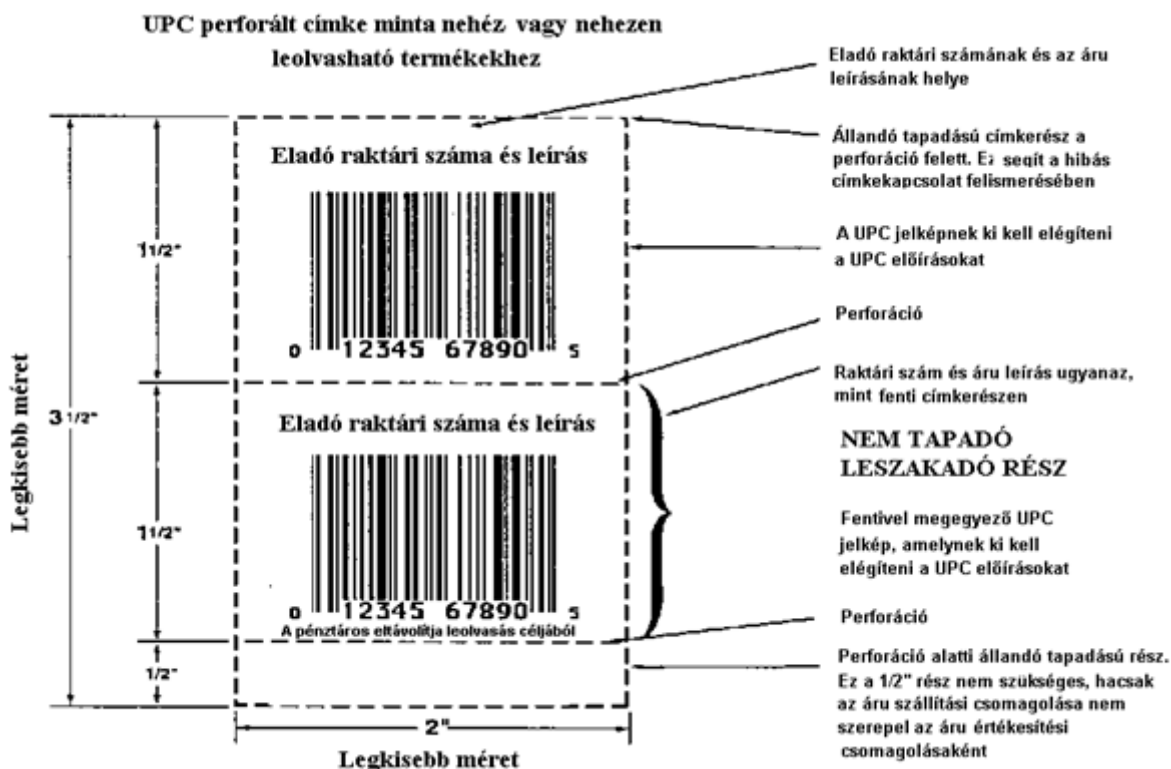 UPC perforált címke minta nehéz vagy nehezen
leolvasható termékekhez
Eladó raktári számának és az áru
leírásának helye
Állandó tapadású címkerész a
perforáció felett. Ez segít a hibás
címkekapcsolat felismerésében
Eladó raktári száma és leírás
A UPC jelképnek ki kell elégíteni
a UPC előírásokat
1 1/2"
0 12345 67890 5
Perforáció
Legkisebb méret
3 1/2"
Raktári szám és áru leírás ugyanaz,
mint fenti címkerészen
Eladó raktári száma és leírás
NEM TAPADÓ
LESZAKADÓ RÉSZ
1 1/2"
Fentivel megegyező UPC
jelkép, amelynek ki kell
elégíteni a UPC előírásokat
0 12345 67890 5
A pénztáros eltávolítja leolvasás céljából
Perforáció
1/2"
Perforáció alatti állandó tapadású rész.
Ez a 1/2" rész nem szükséges, hacsak
az áru szállítási csomagolása nem
szerepel az áru értékesítési
csomagolásaként
2"
Legkisebb méret